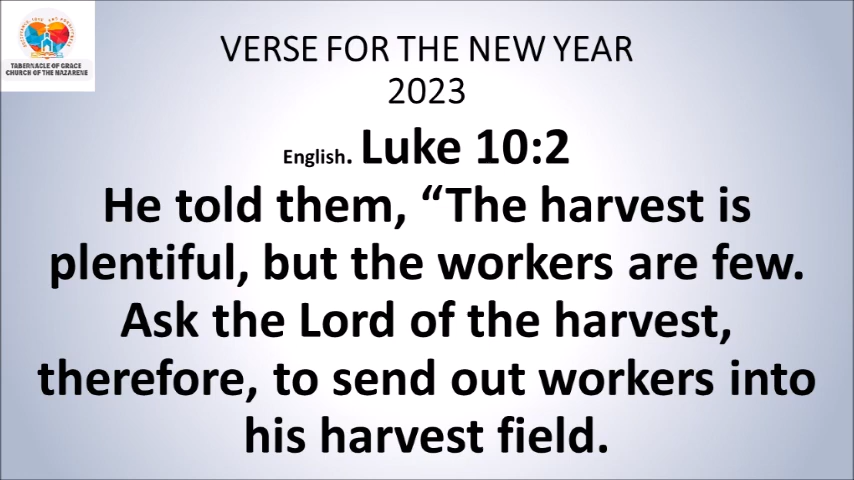 TABERNACLE OF GRACE
CHURCH OF THE NAZARENE
VERSE FOR THE NEW YEAR
2023
English. Luke 10:2
He told them, “The harvest is
plentiful, but the workers are few.
Ask the Lord of the harvest,
therefore, to send out workers into
his harvest field.